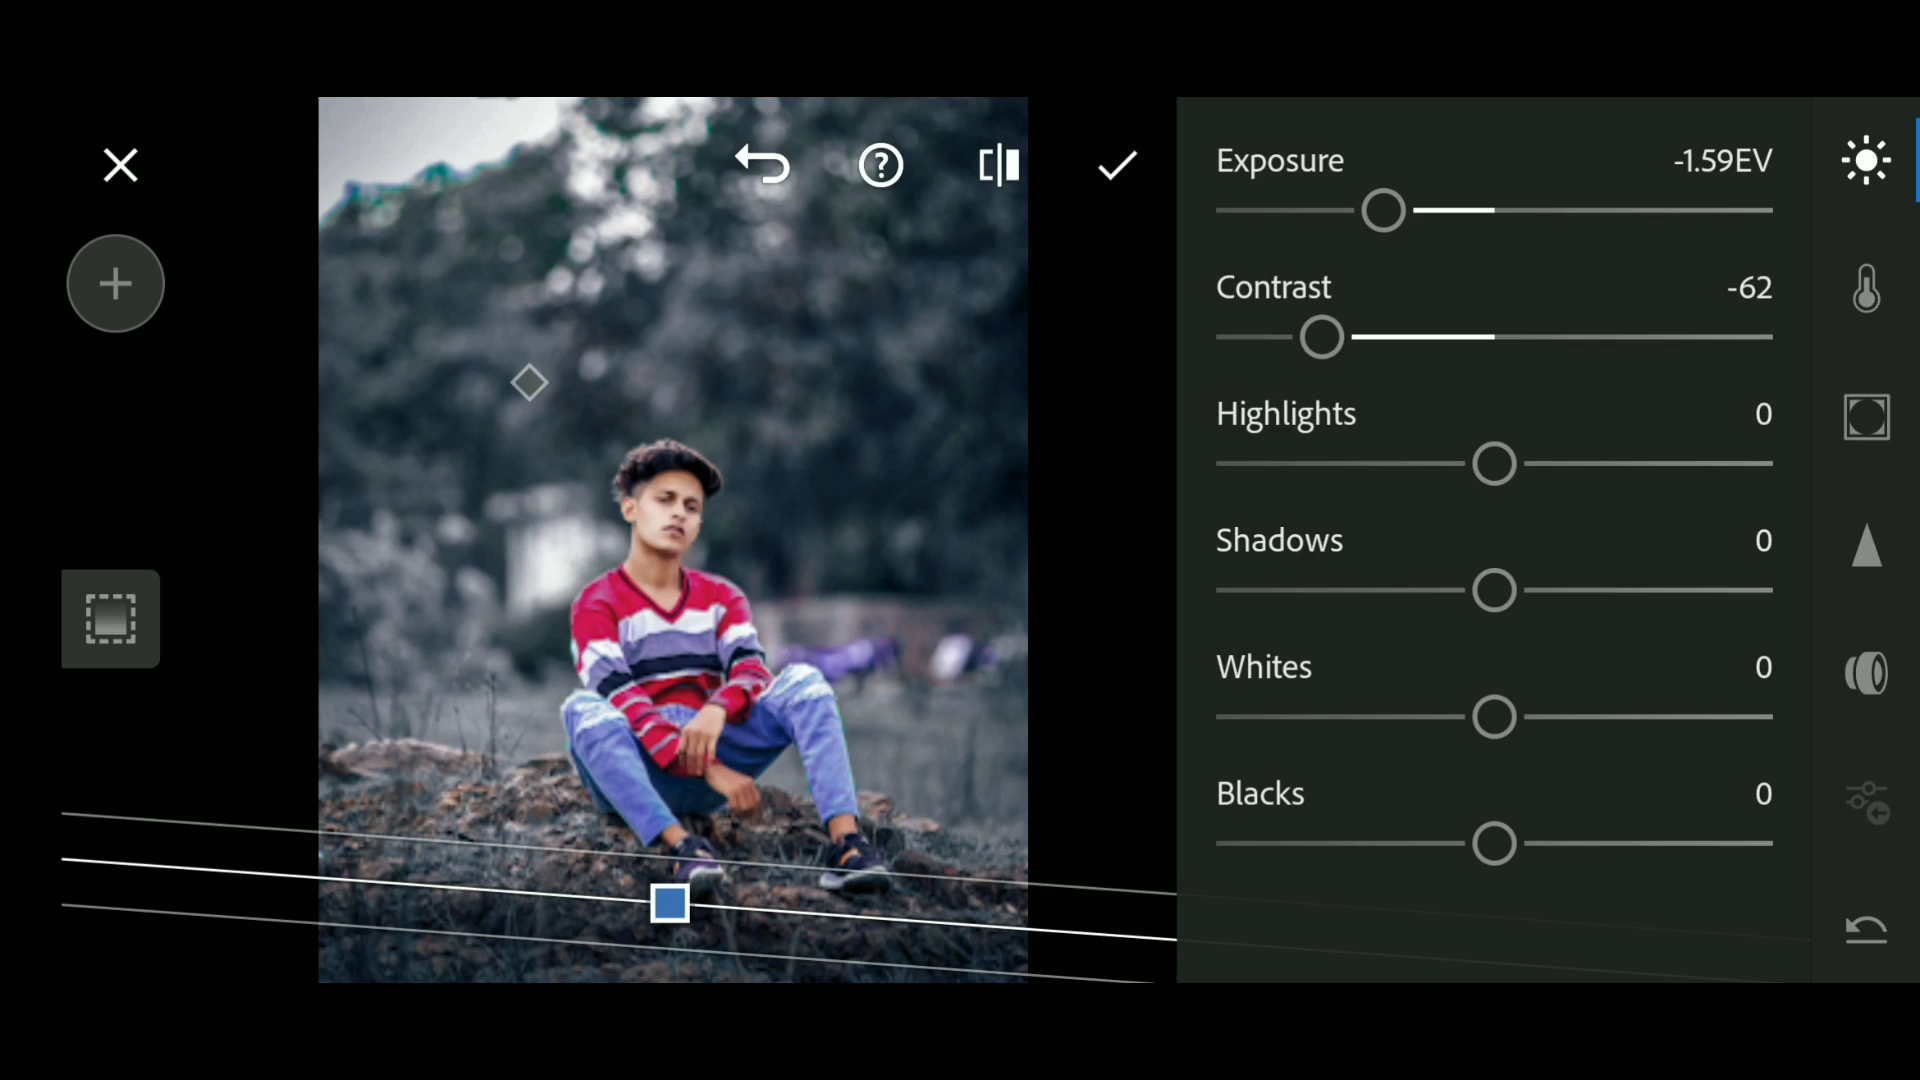 Exposure -1.59EV
Contrast -62
Highlights 0
Shadows 0
Whites 0
Blacks 0